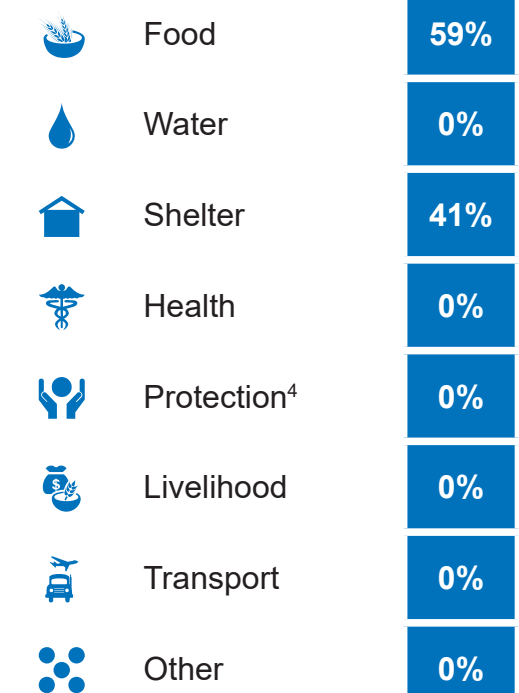 Food 59%
Water 0%
Shelter 41%
Health 0%
Protection⁴ 0%
$ Livelihood 0%
Transport 0%
Other 0%